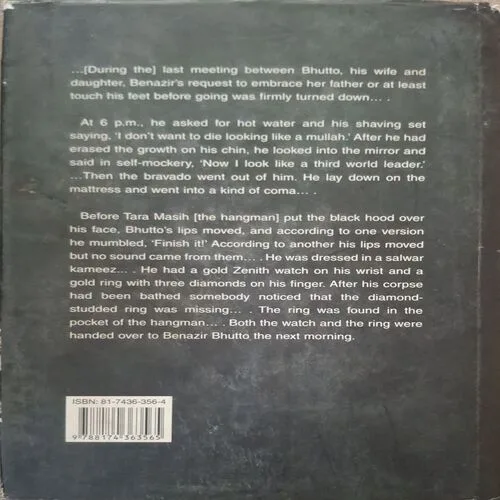 ...[During the] last meeting between Bhutto, his wife and
daughter, Benazir's request to embrace her father or at least
touch his feet before going was firmly turned down... .
At 6 p.m., he asked for hot water and his shaving set
saying, 'I don't want to die looking like a mullah.' After he had
erased the growth on his chin, he looked into the mirror and
said in self-mockery, 'Now I look like a third world leader.'
...Then the bravado went out of him. He lay down on the
mattress and went into a kind of coma... .
Before Tara Masih [the hangman] put the black hood over
his face, Bhutto's lips moved, and according to one version
he mumbled, 'Finish it!' According to another his lips moved
but no sound came from them... . He was dressed in a salwar
kameez... . He had a gold Zenith watch on his wrist and a
gold ring with three diamonds on his finger. After his corpse
had been bathed somebody noticed that the diamond-
studded ring was missing... . The ring was found in the
pocket of the hangman... . Both the watch and the ring were
handed over to Benazir Bhutto the next morning.
ISBN: 81-7436-356-4
9 788174 363565